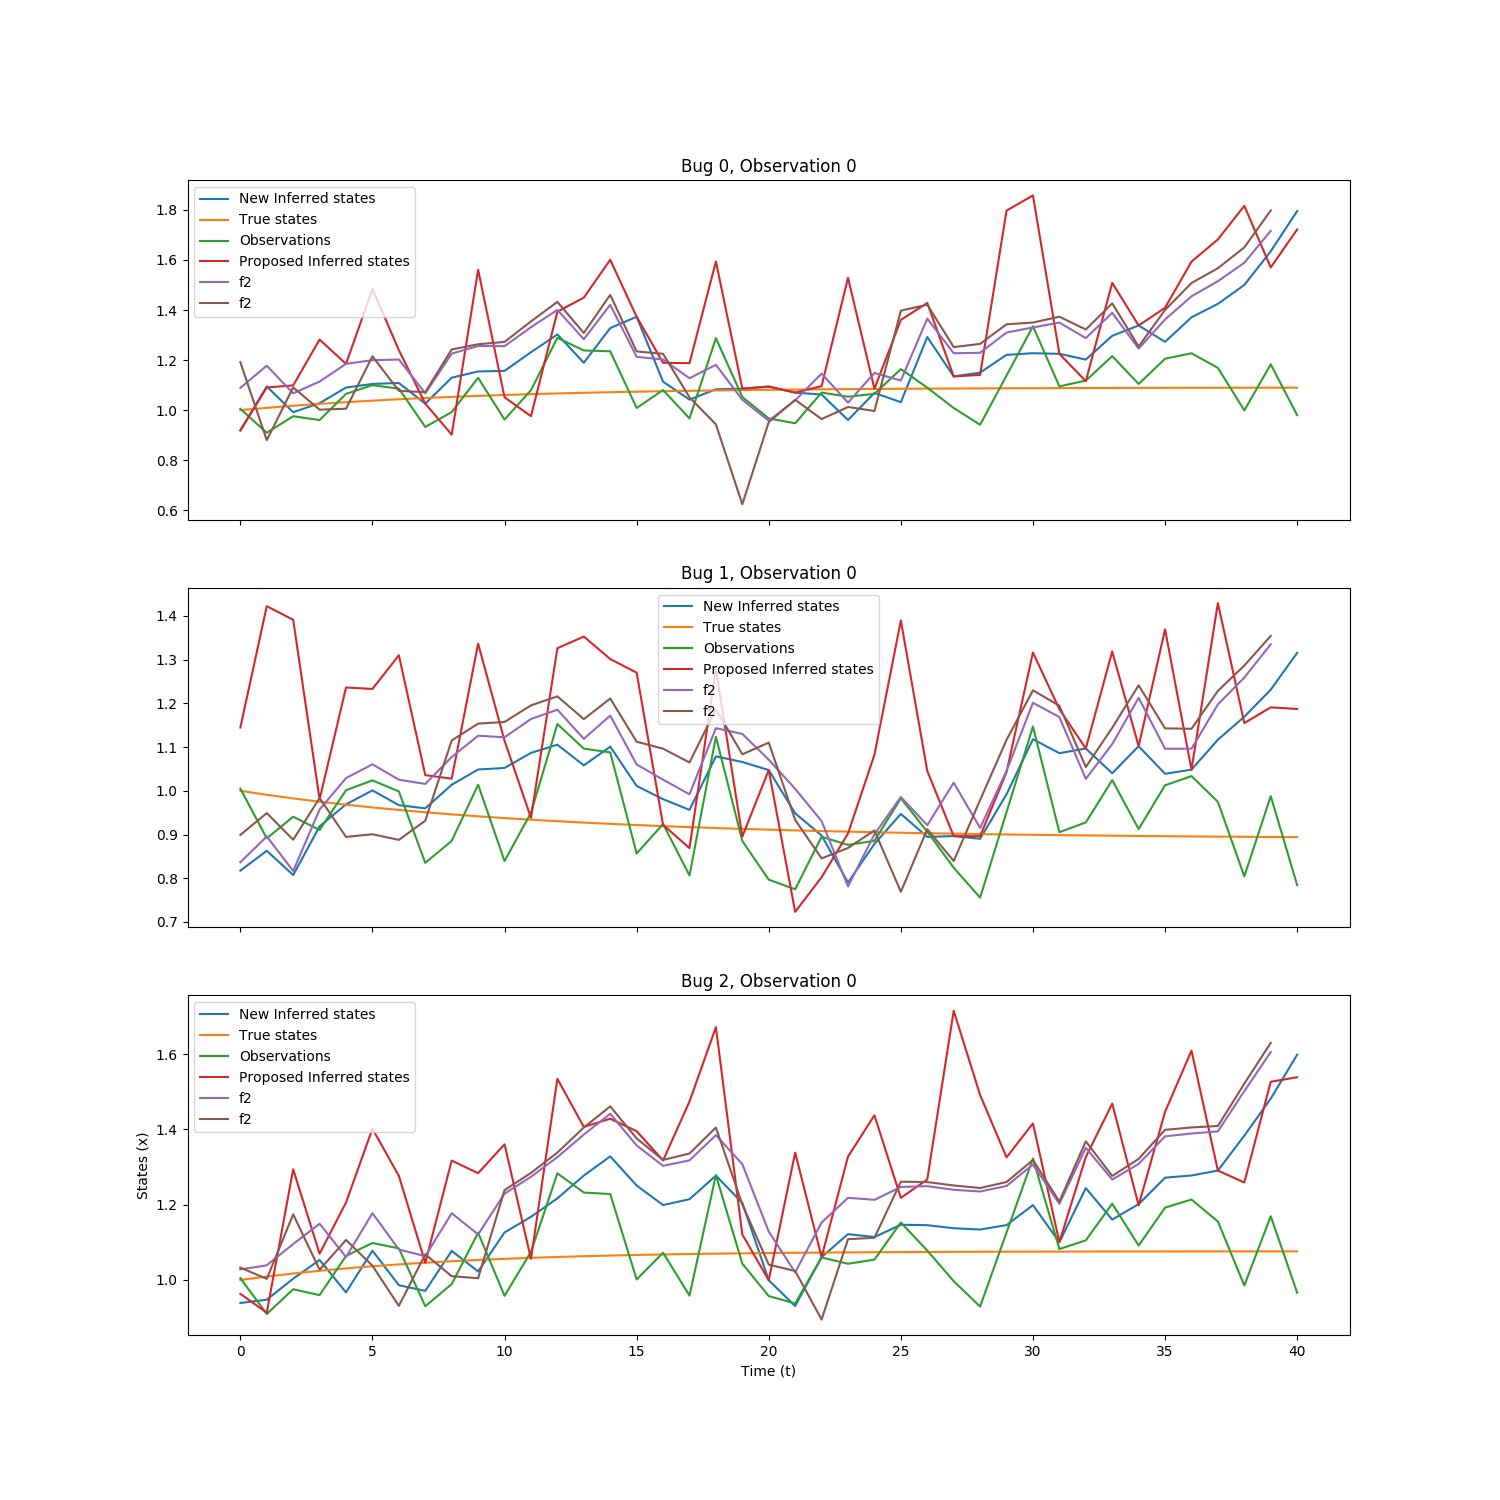 Bug 0, Observation 0
New Inferred states
True states
Observations
Proposed Inferred states
f2
f2
1.8
1.6
1.4
1.2
1.0
0.8
0.6
Bug 1, Observation 0
New Inferred states
True states
Observations
Proposed Inferred states
f2
f2
1.4
1.3
1.2
1.1
1.0
0.9
0.8
0.7
Bug 2, Observation 0
New Inferred states
True states
Observations
Proposed Inferred states
f2
f2
1.6
1.4
1.2
1.0
States (x)
0 5 10 15 20 25 30 35 40
Time (t)